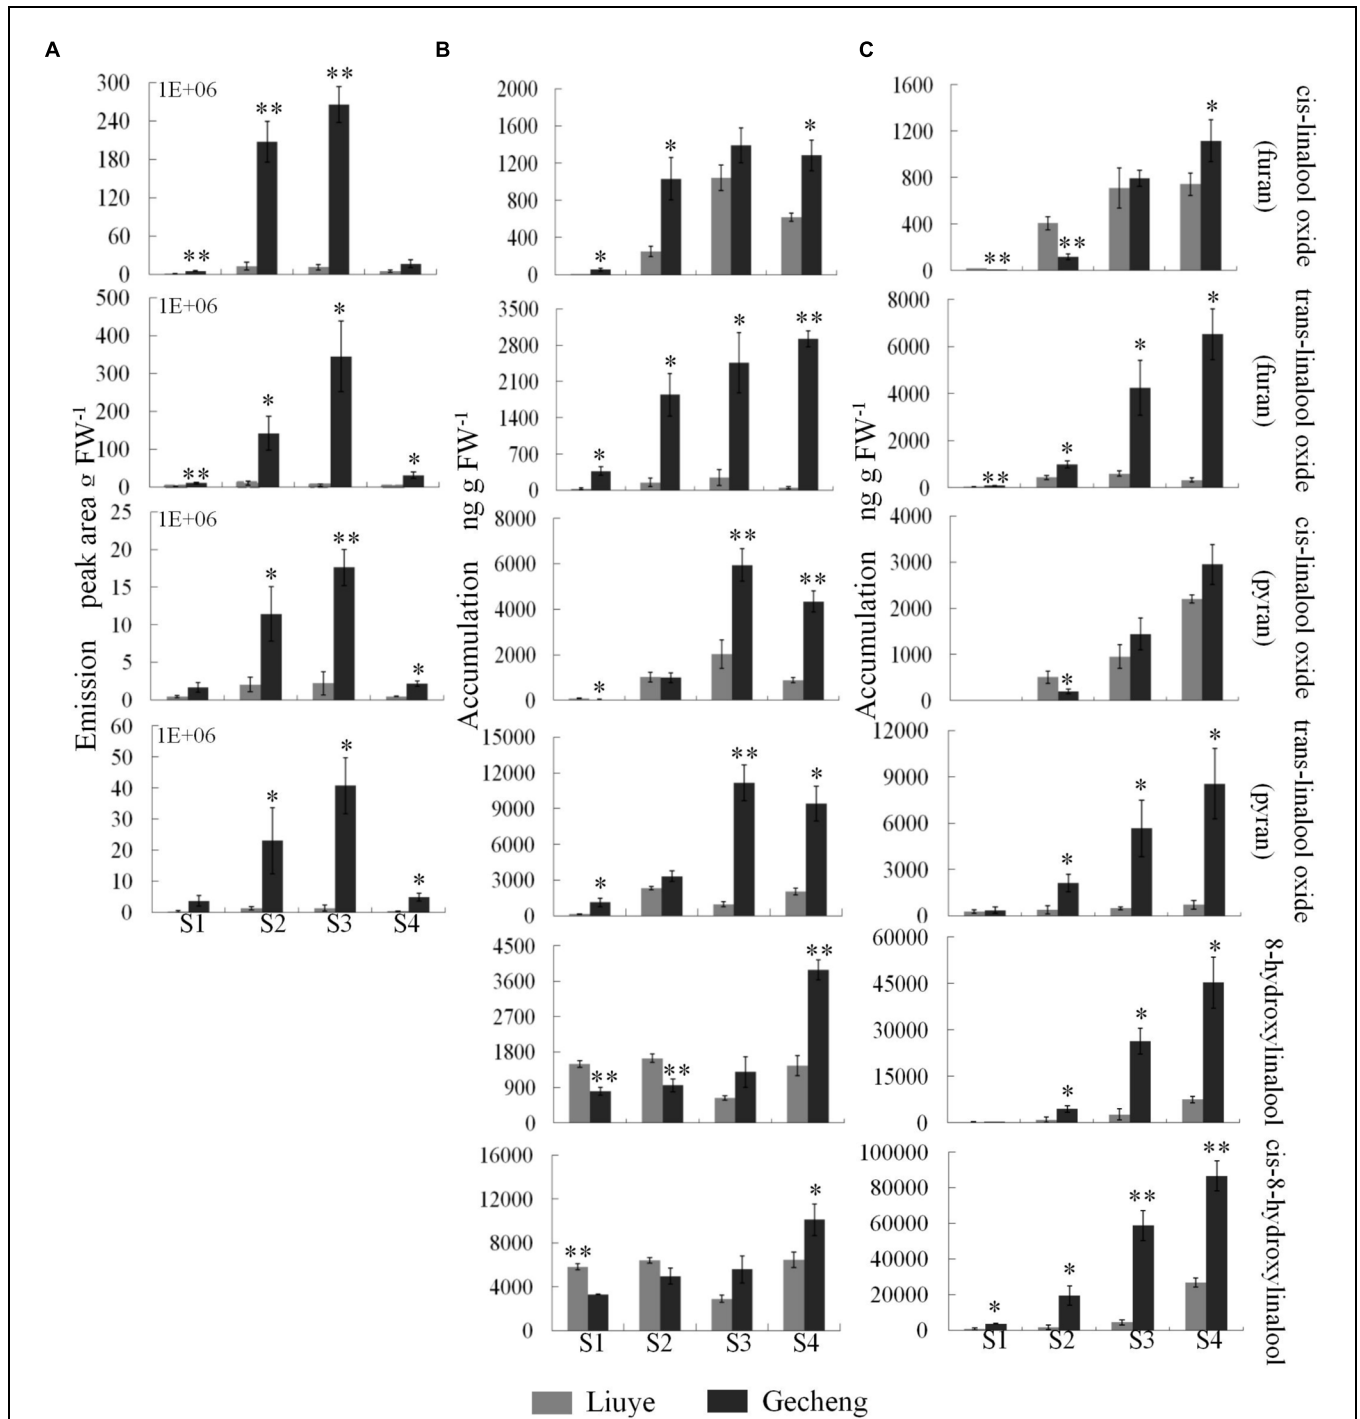 A B C
300 240 180 120 60 0
1E+06
** ** **
2000 1600 1200 800 400 0
* * *
1600 1200 800 400 0
** ** *
cis-linalool oxide
(furan)
500 400 300 200 100 0
1E+06
** * * *
3500 2800 2100 1400 700 0
* * * **
8000 6000 4000 2000 0
** * * *
trans-linalool oxide
(furan)
25 20 15 10 5 0
1E+06
* ** *
8000 6000 4000 2000 0
* ** **
4000 3000 2000 1000 0
*
cis-linalool oxide
(pyran)
60 50 40 30 20 10 0
1E+06
* * *
S1 S2 S3 S4
15000 12000 9000 6000 3000 0
* ** *
12000 9000 6000 3000 0
* * *
trans-linalool oxide
(pyran)
Emission peak area g FW-1
Accumulation ng g FW-1
Accumulation ng g FW-1
4500 3600 2700 1800 900 0
** ** **
60000 45000 30000 15000 0
* * *
8-hydroxylinalool
16000 12000 8000 4000 0
** *
S1 S2 S3 S4
100000 80000 60000 40000 20000 0
* * ** **
S1 S2 S3 S4
cis-8-hydroxylinalool
Liuye Gecheng